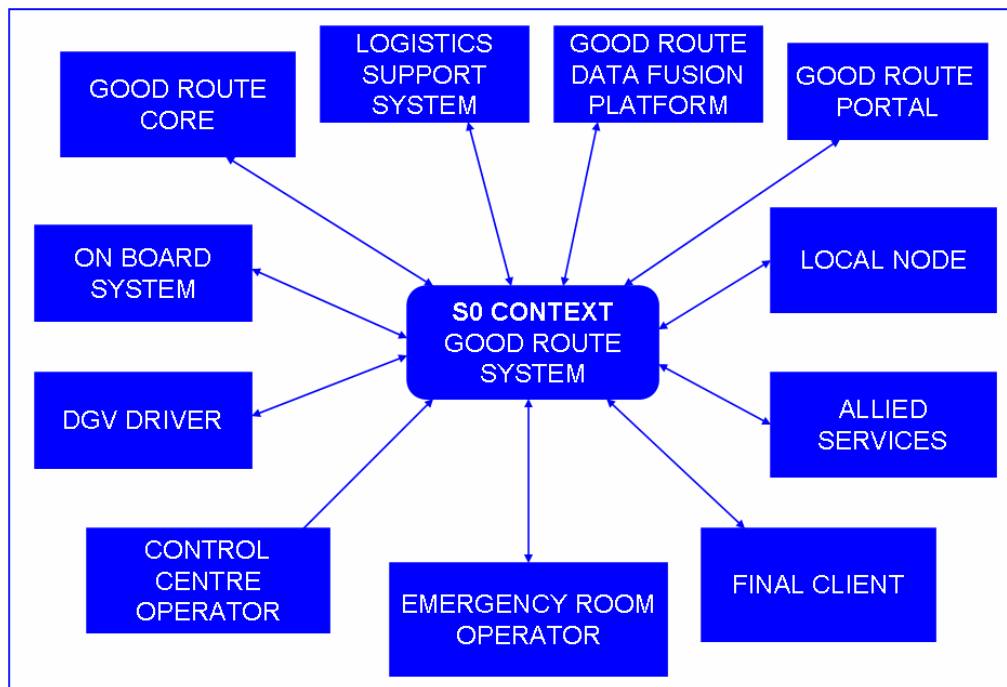 GOOD ROUTE
CORE
LOGISTICS
SUPPORT
SYSTEM
GOOD ROUTE
DATA FUSION
PLATFORM
GOOD ROUTE
PORTAL
ON BOARD
SYSTEM
S0 CONTEXT
GOOD ROUTE
SYSTEM
LOCAL NODE
DGV DRIVER
ALLIED
SERVICES
CONTROL
CENTRE
OPERATOR
EMERGENCY ROOM
OPERATOR
FINAL CLIENT